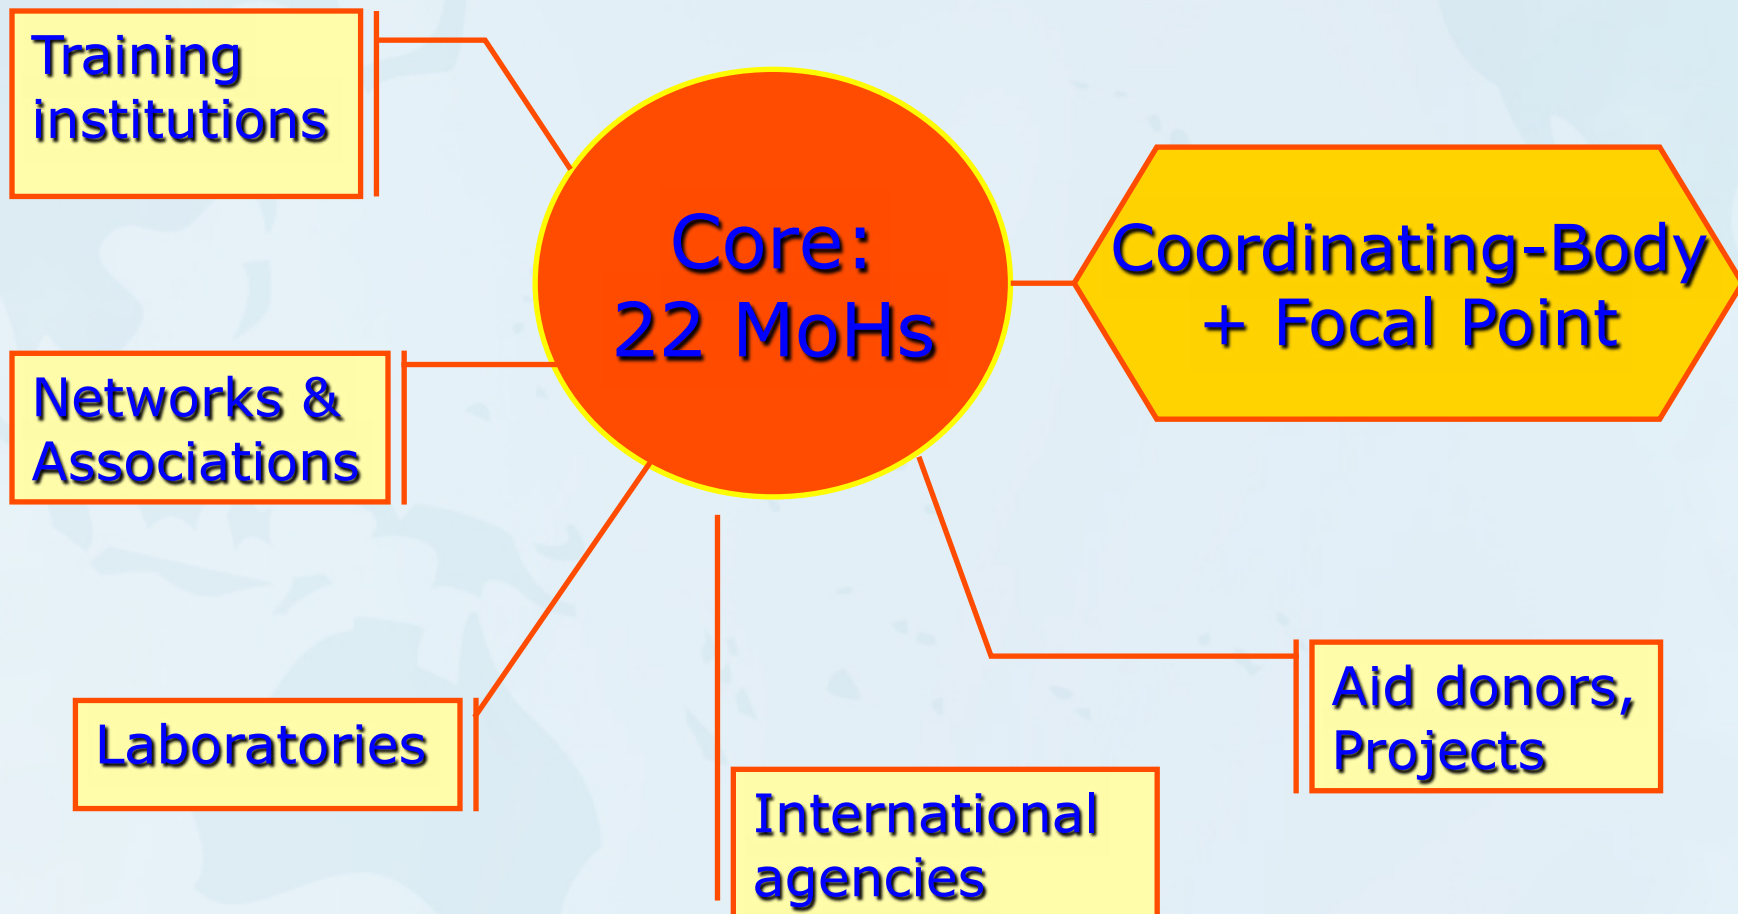 Training
institutions
Core:
22 MoHs
Coordinating-Body
+ Focal Point
Networks &
Associations
Laboratories
International
agencies
Aid donors,
Projects